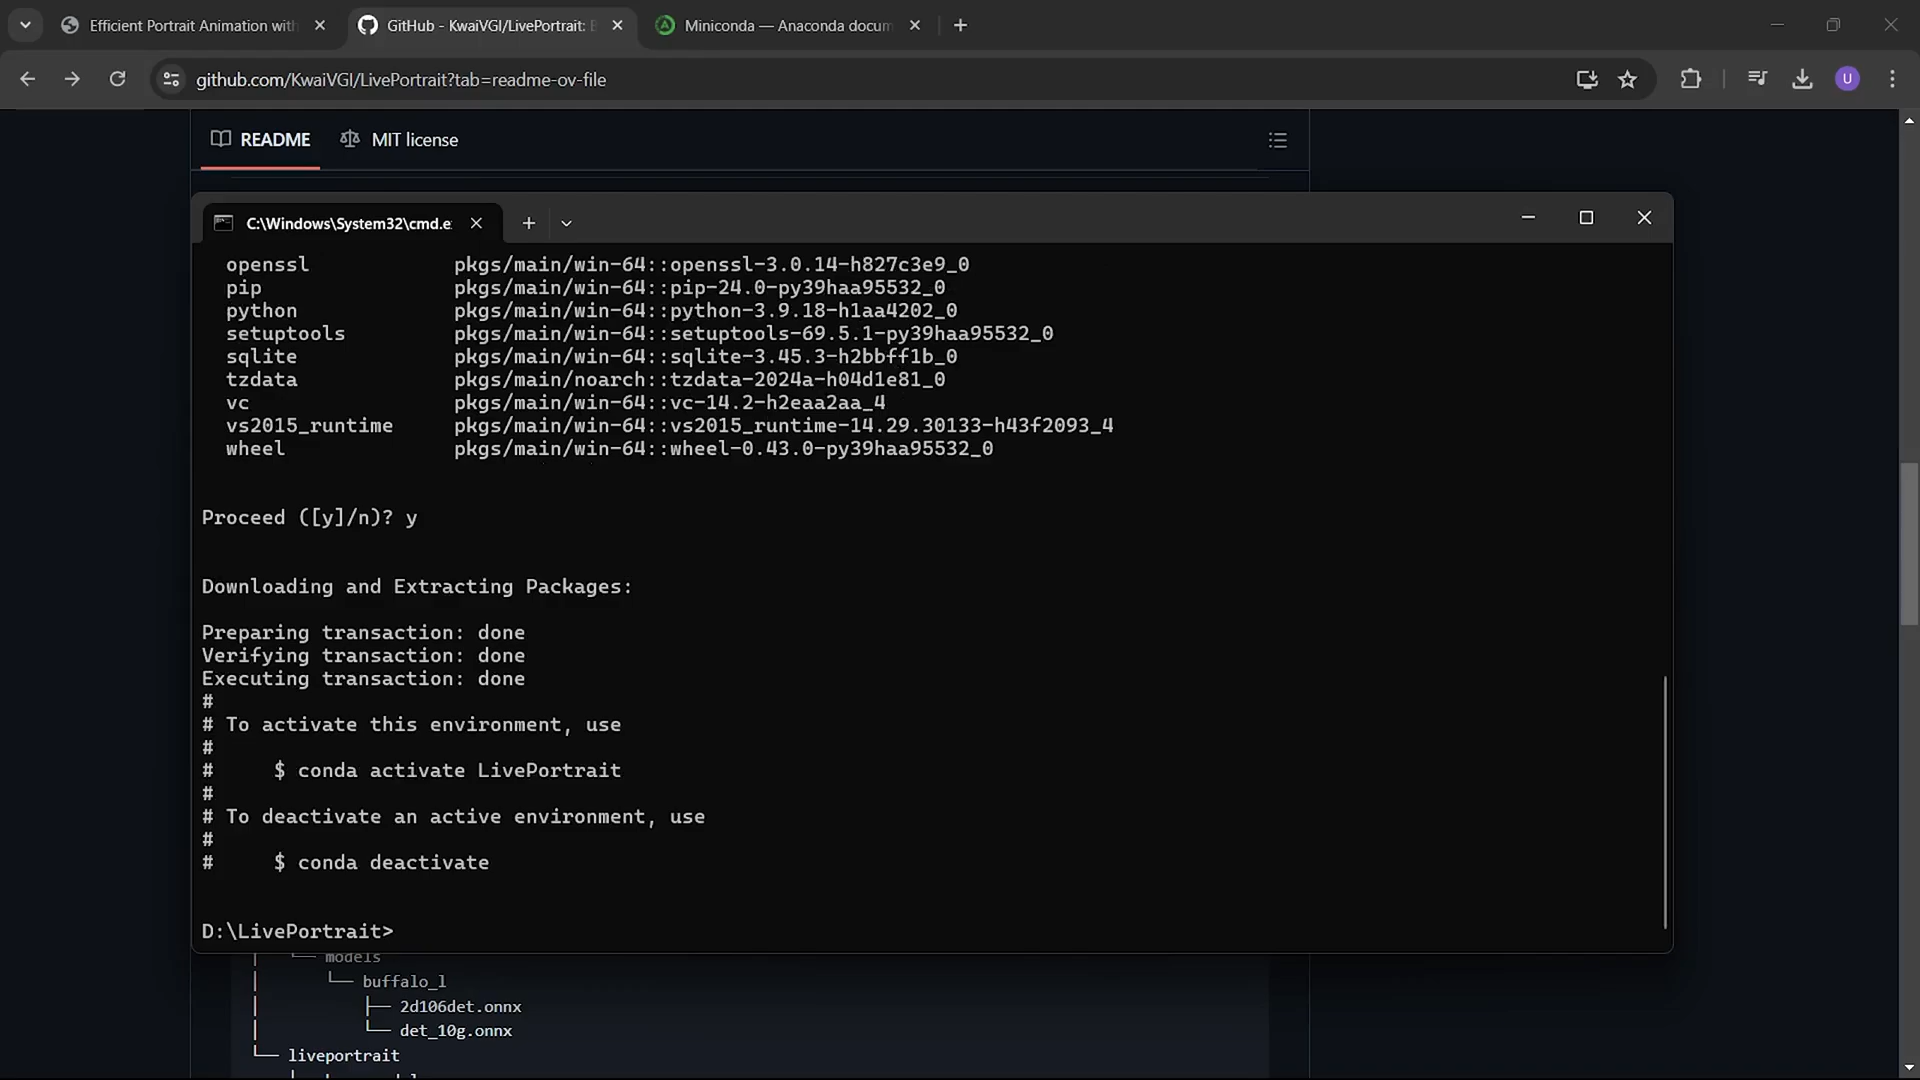 Efficient Portrait Animation with
GitHub - KwaiVGI/LivePortrait:
Miniconda — Anaconda docum
github.com/KwaiVGI/LivePortrait?tab=readme-ov-file
U
README
MIT license
C:\Windows\System32\cmd.e
openssl pkgs/main/win-64::openssl-3.0.14-h827c3e9_0
pip pkgs/main/win-64::pip-24.0-py39haa95532_0
python pkgs/main/win-64::python-3.9.18-h1aa4202_0
setuptools pkgs/main/win-64::setuptools-69.5.1-py39haa95532_0
sqlite pkgs/main/win-64::sqlite-3.45.3-h2bbff1b_0
tzdata pkgs/main/noarch::tzdata-2024a-h04d1e81_0
vc pkgs/main/win-64::vc-14.2-h2eaa2aa_4
vs2015_runtime pkgs/main/win-64::vs2015_runtime-14.29.30133-h43f2093_4
wheel pkgs/main/win-64::wheel-0.43.0-py39haa95532_0
Proceed ([y]/n)? y
Downloading and Extracting Packages:
Preparing transaction: done
Verifying transaction: done
Executing transaction: done
#
# To activate this environment, use
#
# $ conda activate LivePortrait
#
# To deactivate an active environment, use
#
# $ conda deactivate
D:\LivePortrait>
models
buffalo_l
2d106det.onnx
det_10g.onnx
liveportrait